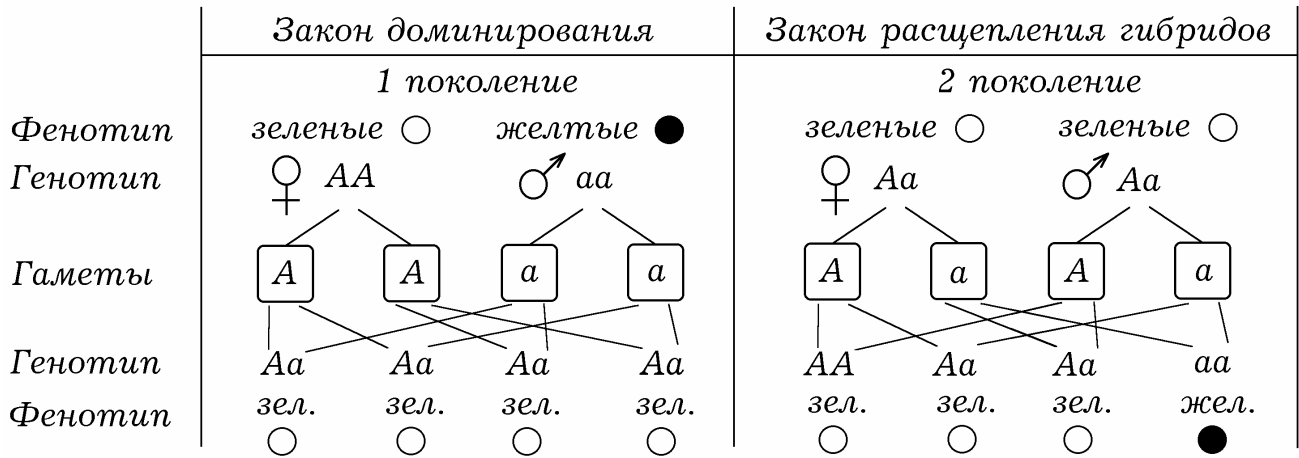 Закон доминирования Закон расщепления гибридов
1 поколение 2 поколение
Фенотип зеленые желтые зеленые зеленые
Генотип AA aa Aa Aa
Гаметы A A a a A a A a
Генотип Aa Aa Aa Aa AA Aa Aa aa
Фенотип зел. зел. зел. зел. зел. зел. зел. жел.